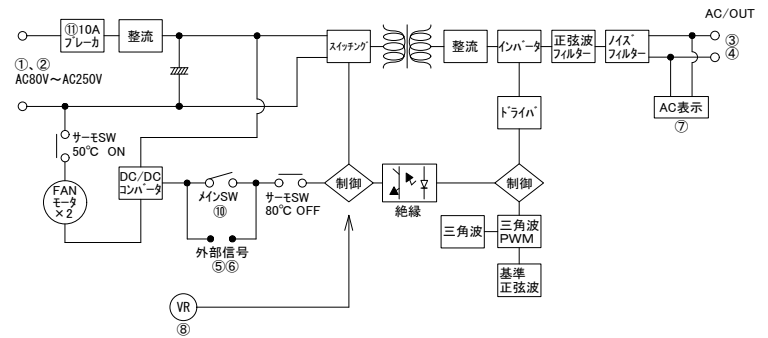 AC/OUT
⑪10A
ブレーカ
整流
スイッチング
整流
インバータ
正弦波
フィルター
ノイズ
フィルター
③
④
①、②
AC80V～AC250V
サーモSW
50℃ ON
ドライバ
AC表示
⑦
FAN
モータ
×2
DC/DC
コンバータ
メインSW
⑩
サーモSW
80℃ OFF
制御
絶縁
制御
外部信号
⑤⑥
三角波
三角波
PWM
基準
正弦波
VR
⑧